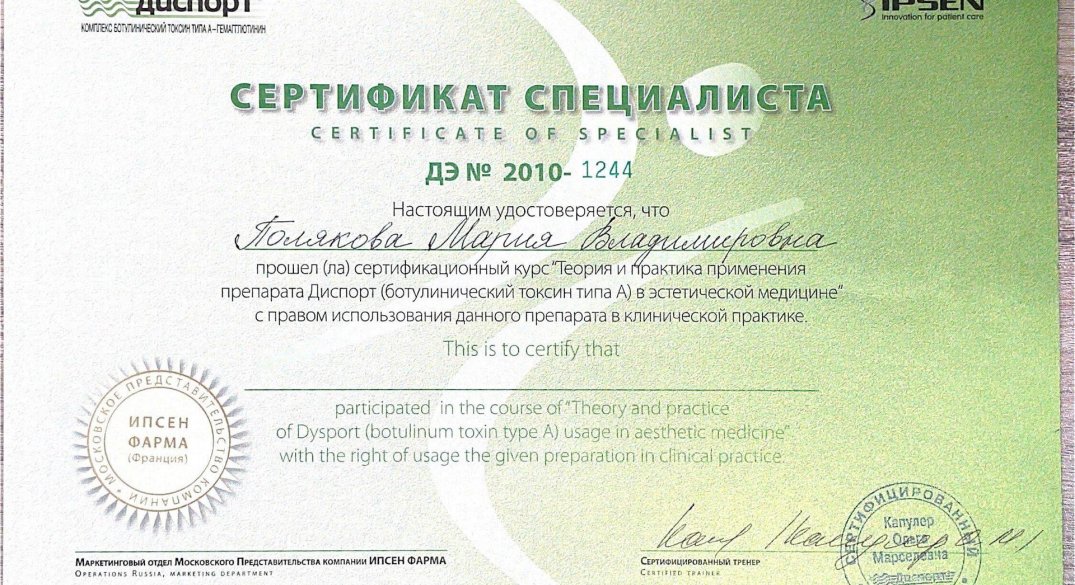 Диспорт
КОМПЛЕКС БОТУЛИНИЧЕСКИЙ ТОКСИН ТИПА А–ГЕМАГГЛЮТИНИН
IPSEN
Innovation for patient care
СЕРТИФИКАТ СПЕЦИАЛИСТА
CERTIFICATE OF SPECIALIST
ДЭ № 2010- 1244
Настоящим удостоверяется, что
Полякова Мария Владимировна
прошел (ла) сертификационный курс "Теория и практика применения
препарата Диспорт (ботулинический токсин типа А) в эстетической медицине"
с правом использования данного препарата в клинической практике.
This is to certify that
participated in the course of "Theory and practice
of Dysport (botulinum toxin type A) usage in aesthetic medicine"
with the right of usage the given preparation in clinical practice.
МОСКОВСКОЕ ПРЕДСТАВИТЕЛЬСТВО КОМПАНИИ
ИПСЕН
ФАРМА
(Франция)
СЕРТИФИЦИРОВАННЫЙ
Капулер
Ольга
Марселевна
Диспорт
МАРКЕТИНГОВЫЙ ОТДЕЛ МОСКОВСКОГО ПРЕДСТАВИТЕЛЬСТВА КОМПАНИИ ИПСЕН ФАРМА
OPERATIONS RUSSIA, MARKETING DEPARTMENT
СЕРТИФИЦИРОВАННЫЙ ТРЕНЕР
CERTIFIED TRAINER